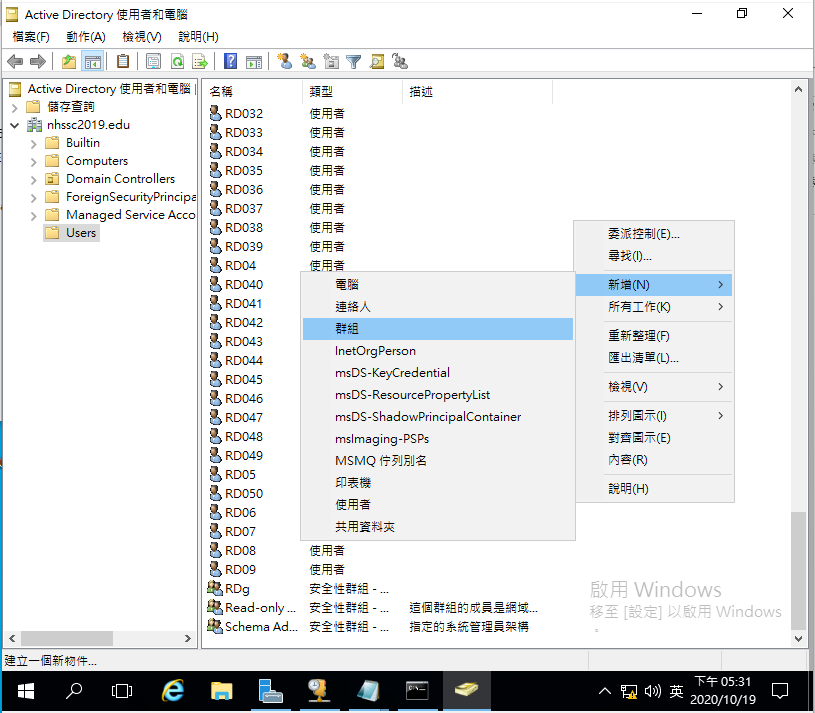 Active Directory 使用者和電腦
檔案(F) 動作(A) 檢視(V) 說明(H)
Active Directory 使用者和電腦
儲存查詢
nhssc2019.edu
Builtin
Computers
Domain Controllers
ForeignSecurityPrincipa
Managed Service Acco
Users
名稱 類型 描述
RD032 使用者
RD033 使用者
RD034 使用者
RD035 使用者
RD036 使用者
RD037 使用者
RD038 使用者
RD039 使用者
RD04 使用者
RD040
RD041
RD042
RD043
RD044
RD045
RD046
RD047
RD048
RD049
RD05
RD050
RD06
RD07
RD08 使用者
RD09 使用者
RDg 安全性群組 - ...
Read-only ... 安全性群組 - ... 這個群組的成員是網域...
Schema Ad... 安全性群組 - ... 指定的系統管理員架構
電腦
連絡人
群組
InetOrgPerson
msDS-KeyCredential
msDS-ResourcePropertyList
msDS-ShadowPrincipalContainer
msImaging-PSPs
MSMQ 佇列別名
印表機
使用者
共用資料夾
委派控制(E)...
尋找(I)...
新增(N)
所有工作(K)
重新整理(F)
匯出清單(L)...
檢視(V)
排列圖示(I)
對齊圖示(E)
內容(R)
說明(H)
啟用 Windows
移至 [設定] 以啟用 Windows
。
建立一個新物件...
英
下午 05:31
2020/10/19